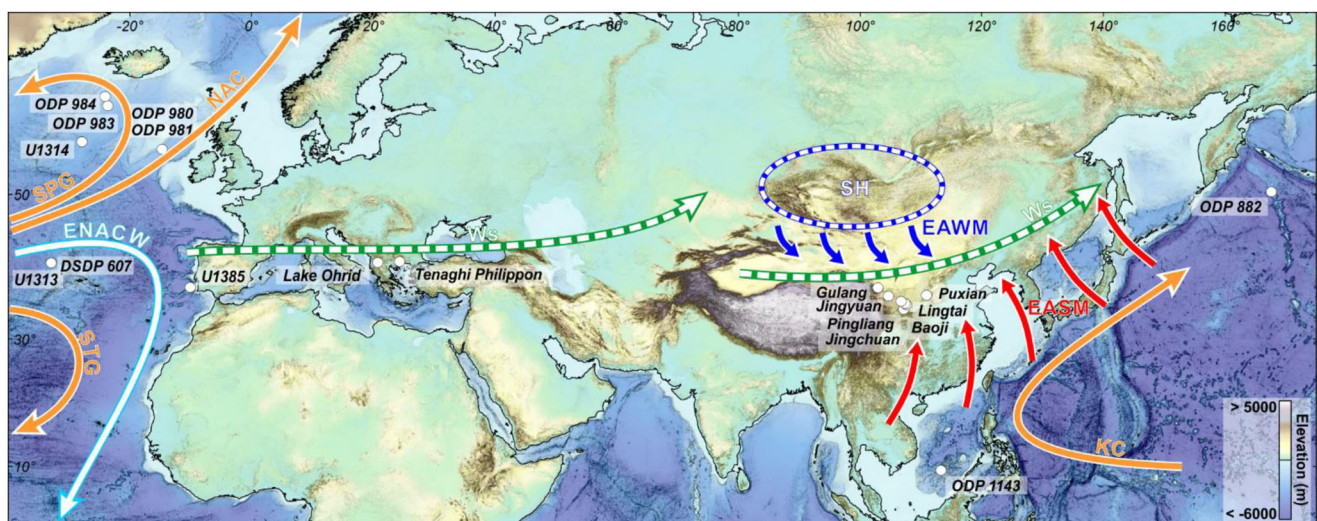 -20°
0°
20
40
60
80
100
120
140
160°
ODP 984
ODP 983
U1314
ODP 980
ODP 981
NAC
SPG
50
ENACW
U1313
DSDP 607
U1385
Lake Ohrid
Tenaghi Philippon
Ws
SH
EAWM
Ws
ODP 882
Gulang
Jingyuan
Pingliang
Jingchuan
Puxian
Lingtai
Baoji
EASM
30°
STG
10°
KC
ODP 1143
> 5000
Elevation (m)
< -6000